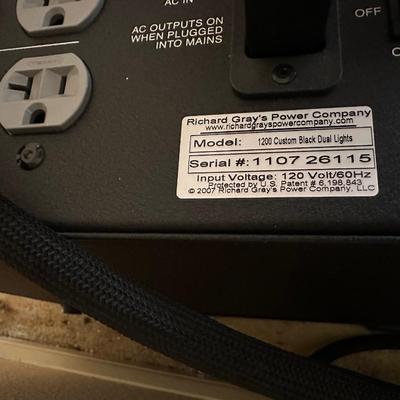 AC IN
AC OUTPUTS ON
WHEN PLUGGED
INTO MAINS
OFF
Richard Gray's Power Company
www.richardgrayspowercompany.com
Model: 1200 Custom Black Dual Lights
Serial #: 1107 26115
Input Voltage: 120 Volt/60Hz
Protected by U.S. Patent # 6,198,843
© 2007 Richard Gray's Power Company, LLC